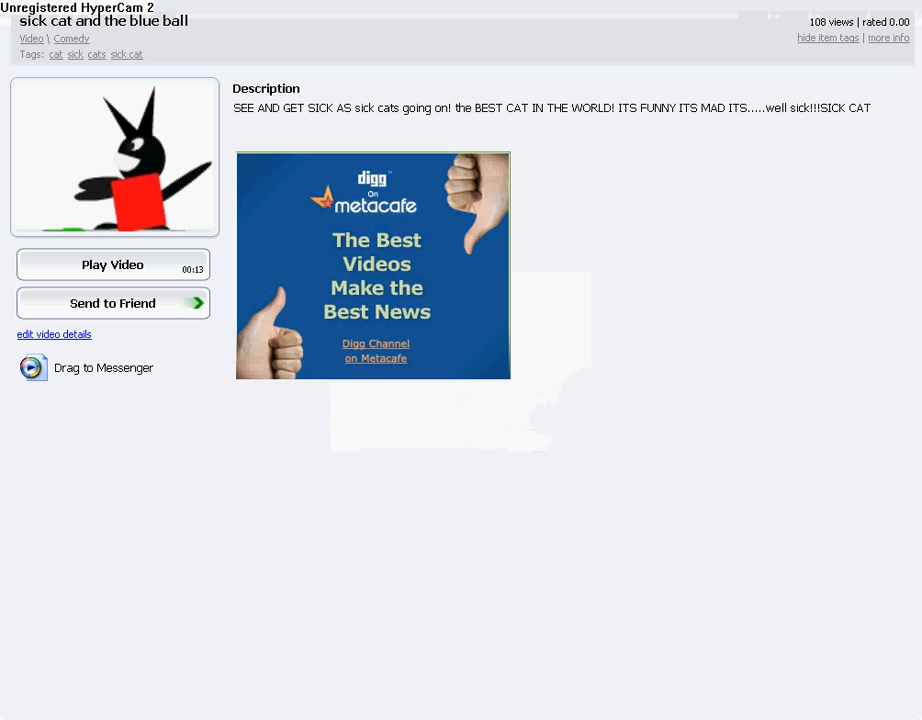 Unregistered HyperCam 2
sick cat and the blue ball
108 views | rated 0.00
Video \ Comedy
hide item tags | more info
Tags: cat sick cats sick cat
Description
SEE AND GET SICK AS sick cats going on! the BEST CAT IN THE WORLD! ITS FUNNY ITS MAD ITS.....well sick!!!SICK CAT
digg™
On
metacafe
The Best
Videos
Make the
Best News
Digg Channel
on Metacafe
Play Video
00:13
Send to Friend
edit video details
Drag to Messenger